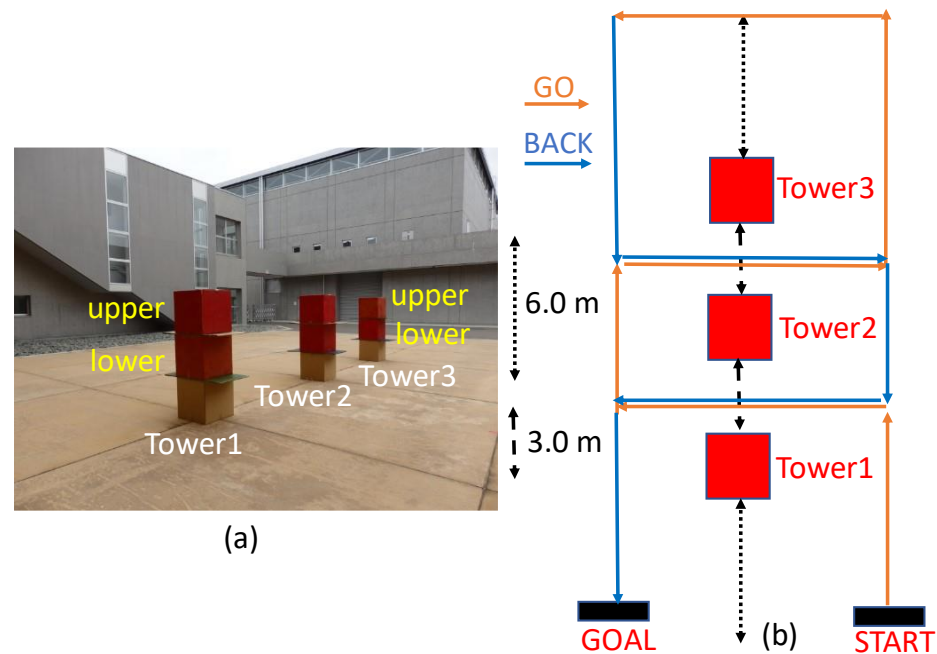 upper
lower
upper
lower
Tower1
Tower2
Tower3
(a)
GO
BACK
6.0 m
3.0 m
Tower3
Tower2
Tower1
GOAL
START
(b)